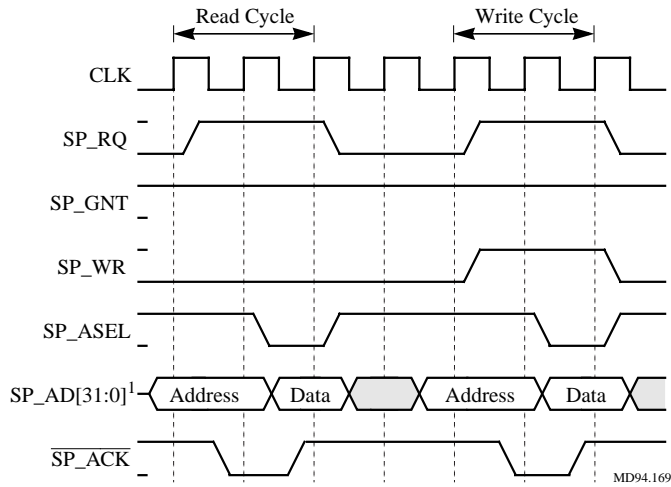 Read Cycle
Write Cycle
CLK
SP_RQ
SP_GNT
SP_WR
SP_ASEL
SP_AD[31:0]1
Address
Data
Address
Data
SP_ACK
MD94.169